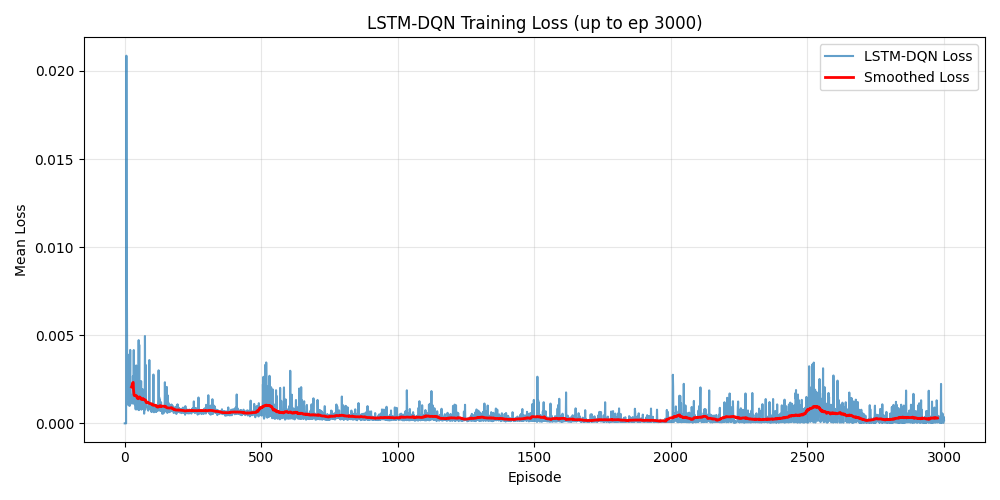 LSTM-DQN Training Loss (up to ep 3000)
LSTM-DQN Loss
Smoothed Loss
0.020
0.015
0.010
0.005
0.000
Mean Loss
0 500 1000 1500 2000 2500 3000
Episode